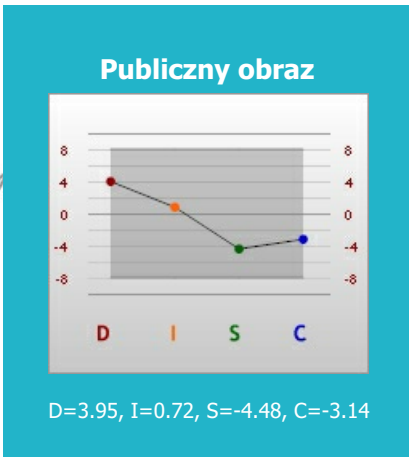 Publiczny obraz
8 8
4 4
0 0
-4 -4
-8 -8
D I S C
D=3.95, I=0.72, S=-4.48, C=-3.14